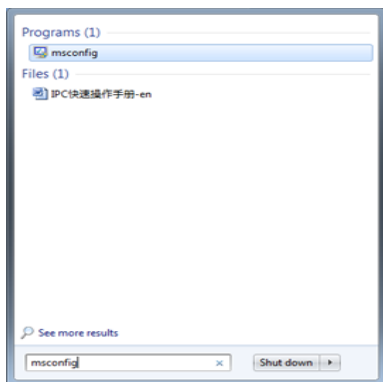 Programs (1)
msconfig
Files (1)
IPC快速操作手册-en
See more results
msconfig
Shut down